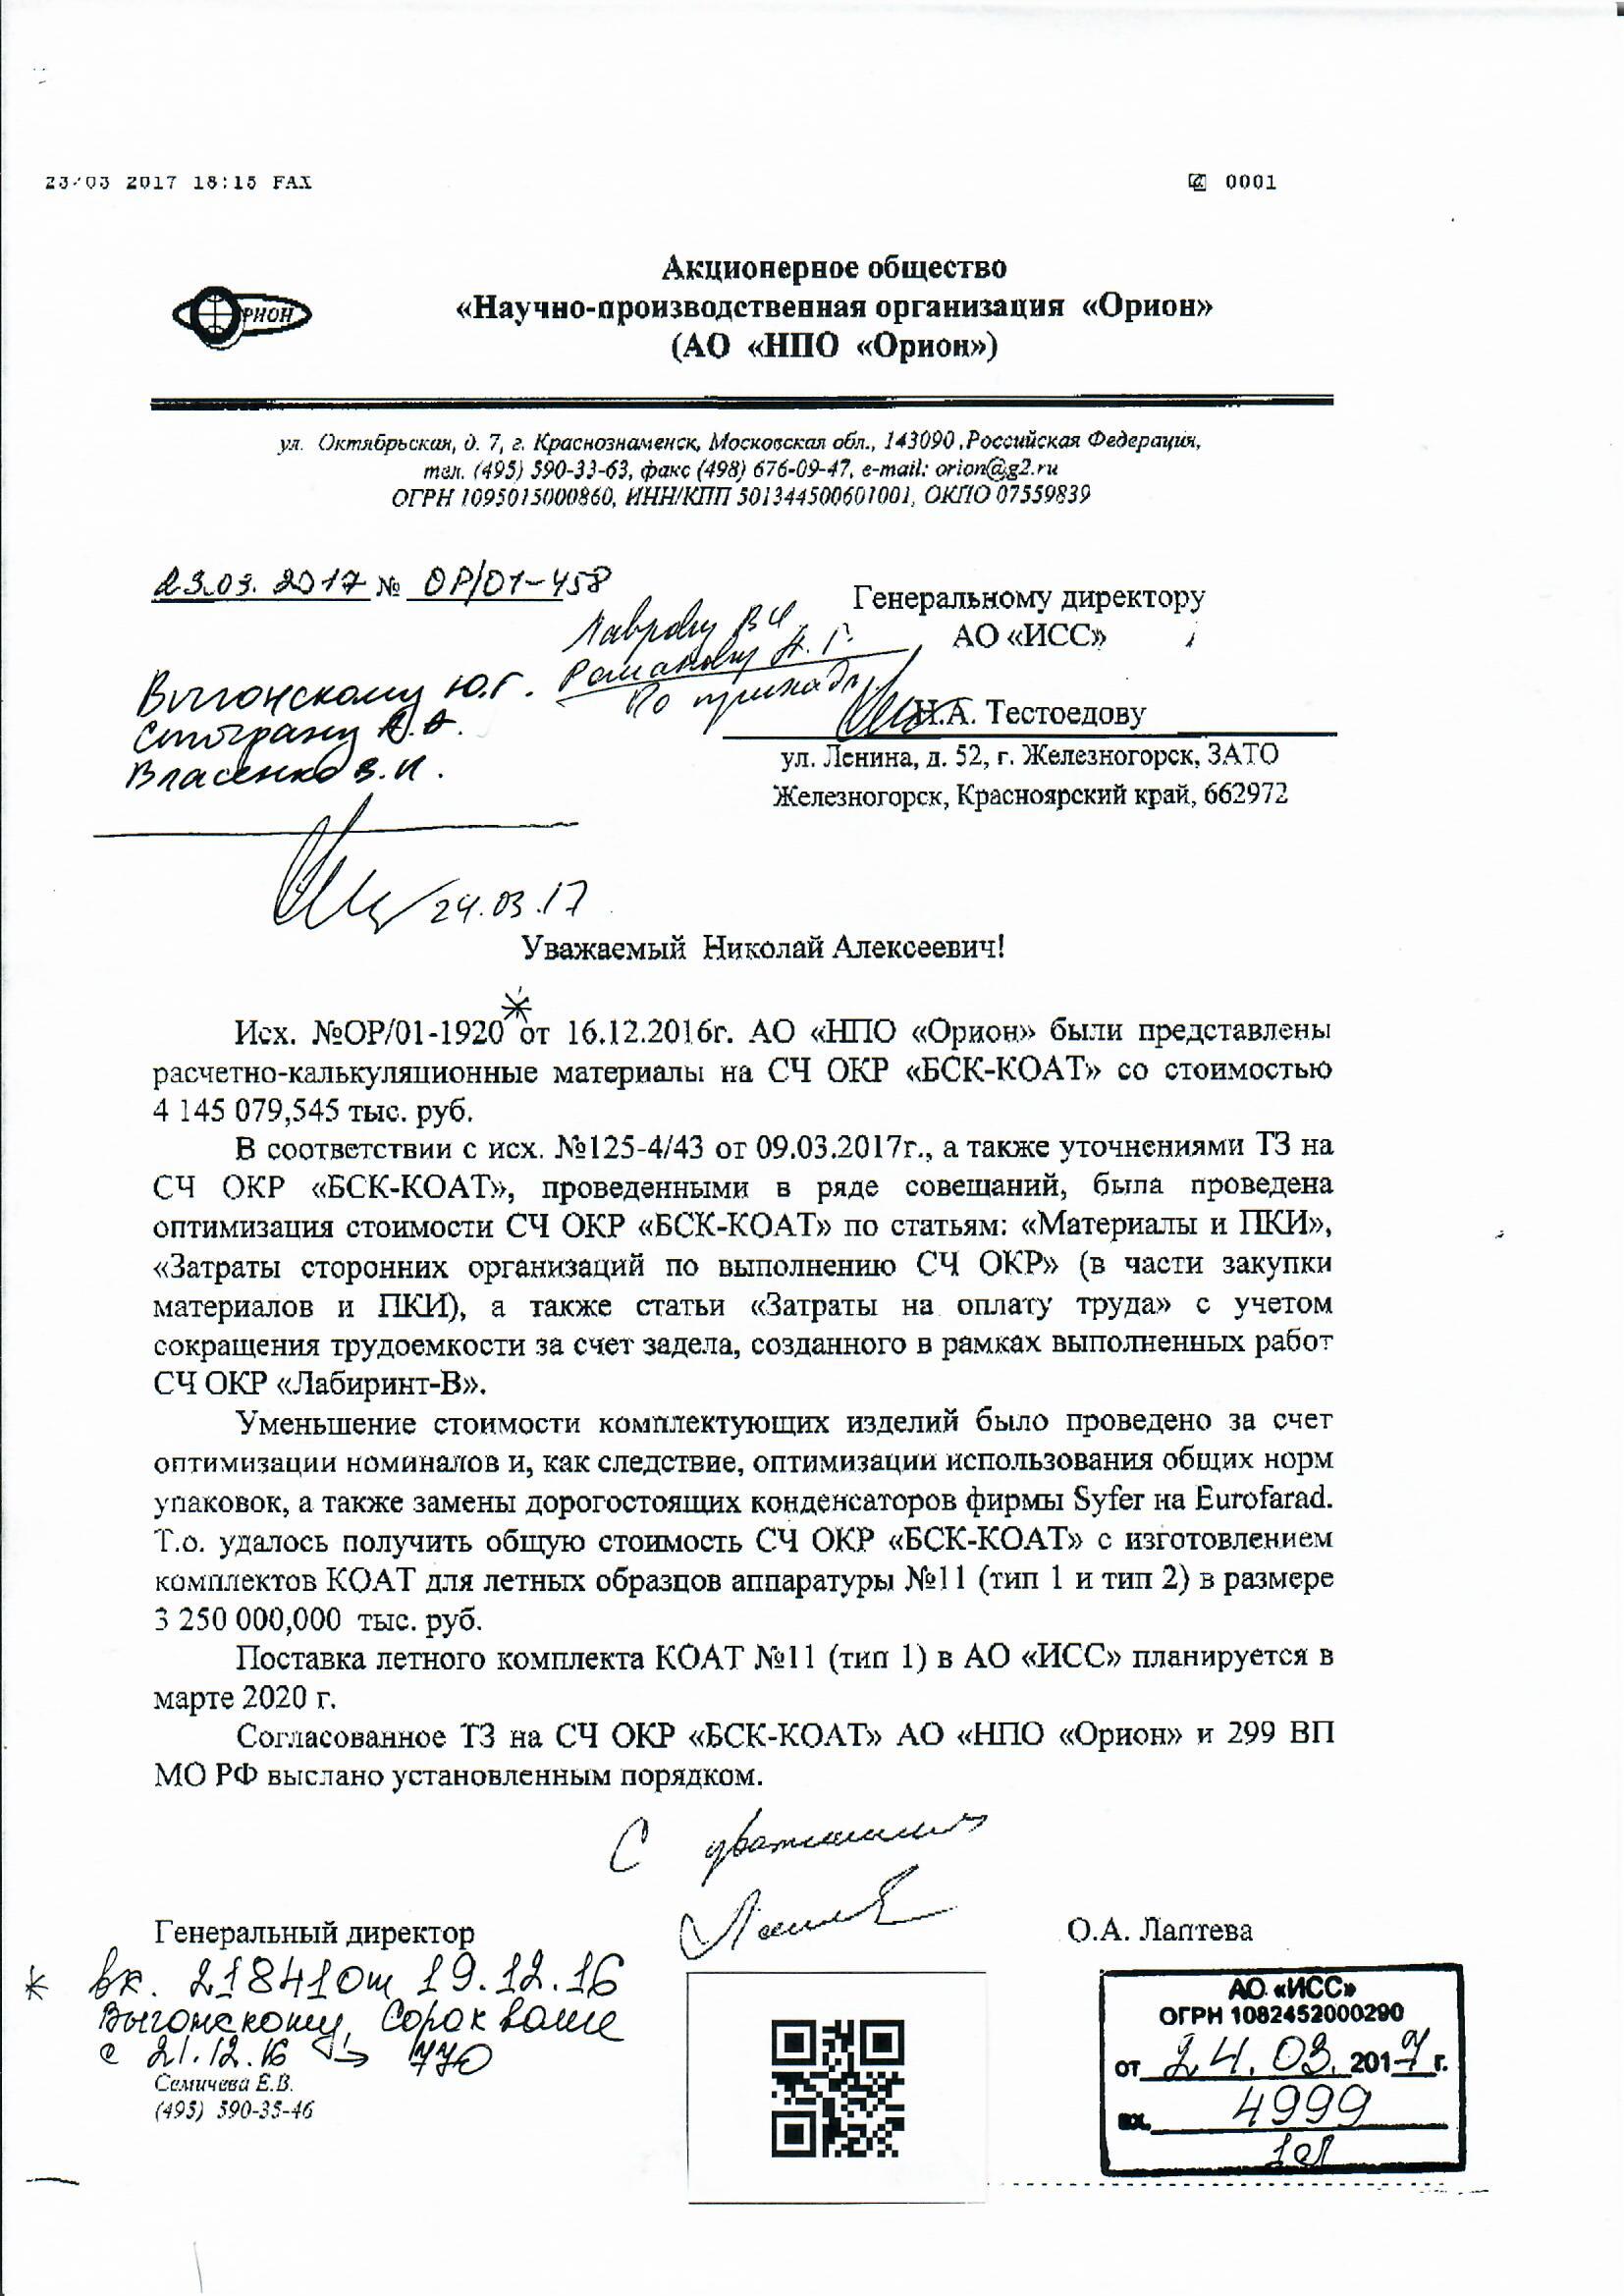 23/03 2017 18:15 FAX
0001
Акционерное общество
«Научно-производственная организация «Орион»
(АО «НПО «Орион»)
РИОН
ул. Октябрьская, д. 7, г. Краснознаменск, Московская обл., 143090 ,Российская Федерация,
тел. (495) 590-33-63, факс (498) 676-09-47, e-mail: orion@g2.ru
ОГРН 1095015000860, ИНН/КПП 501344500601001, ОКПО 07559839
23.03.2017 № ОР/01-458
Генеральному директору
АО «ИСС»
Лаврову В И
Романову А. Г.
По
Выгонскому Ю.Г.
А.А.
Власенко В.И.
Н.А. Тестоедову
ул. Ленина, д. 52, г. Железногорск, ЗАТО
Железногорск, Красноярский край, 662972
24.03.17
Уважаемый Николай Алексеевич!
*
Исх. №ОР/01-1920 от 16.12.2016г. АО «НПО «Орион» были представлены
расчетно-калькуляционные материалы на СЧ ОКР «БСК-КОАТ» со стоимостью
4 145 079,545 тыс. руб.
В соответствии с исх. №125-4/43 от 09.03.2017г., а также уточнениями ТЗ на
СЧ ОКР «БСК-КОАТ», проведенными в ряде совещаний, была проведена
оптимизация стоимости СЧ ОКР «БСК-КОАТ» по статьям: «Материалы и ПКИ»,
«Затраты сторонних организаций по выполнению СЧ ОКР» (в части закупки
материалов и ПКИ), а также статьи «Затраты на оплату труда» с учетом
сокращения трудоемкости за счет задела, созданного в рамках выполненных работ
СЧ ОКР «Лабиринт-В».
Уменьшение стоимости комплектующих изделий было проведено за счет
оптимизации номиналов и, как следствие, оптимизации использования общих норм
упаковок, а также замены дорогостоящих конденсаторов фирмы Syfer на Eurofarad.
Т.о. удалось получить общую стоимость СЧ ОКР «БСК-КОАТ» с изготовлением
комплектов КОАТ для летных образцов аппаратуры №11 (тип 1 и тип 2) в размере
3 250 000,000 тыс. руб.
Поставка летного комплекта КОАТ №11 (тип 1) в АО «ИСС» планируется в
марте 2020 г.
Согласованное ТЗ на СЧ ОКР «БСК-КОАТ» АО «НПО «Орион» и 299 ВП
МО РФ выслано установленным порядком.
С уважением
Генеральный директор
О.А. Лаптева
* вх. 21841 от 19.12.16
Выгонскому,
с 21.12.16 770
Семичева Е.В.
(495) 590-35-46
АО «ИСС»
ОГРН 1082452000290
от 24.03.2017 г.
вх. 4999